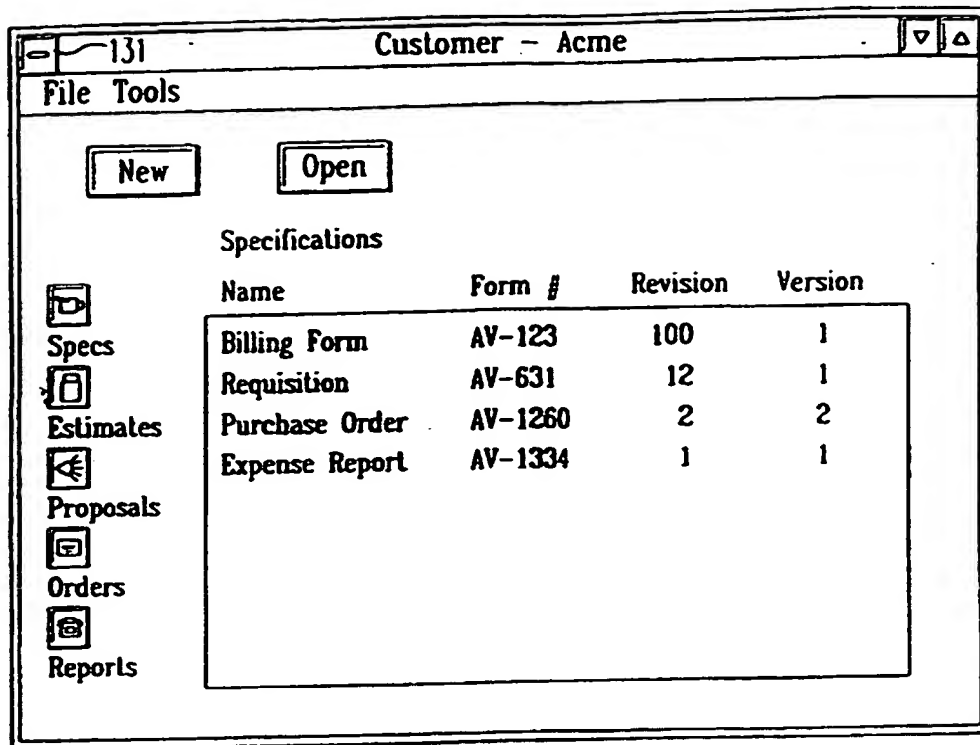 131 Customer - Acme
File Tools
New Open
Specifications
Name Form # Revision Version
Billing Form AV-123 100 1
Requisition AV-631 12 1
Purchase Order AV-1260 2 2
Expense Report AV-1334 1 1
Specs
Estimates
Proposals
Orders
Reports